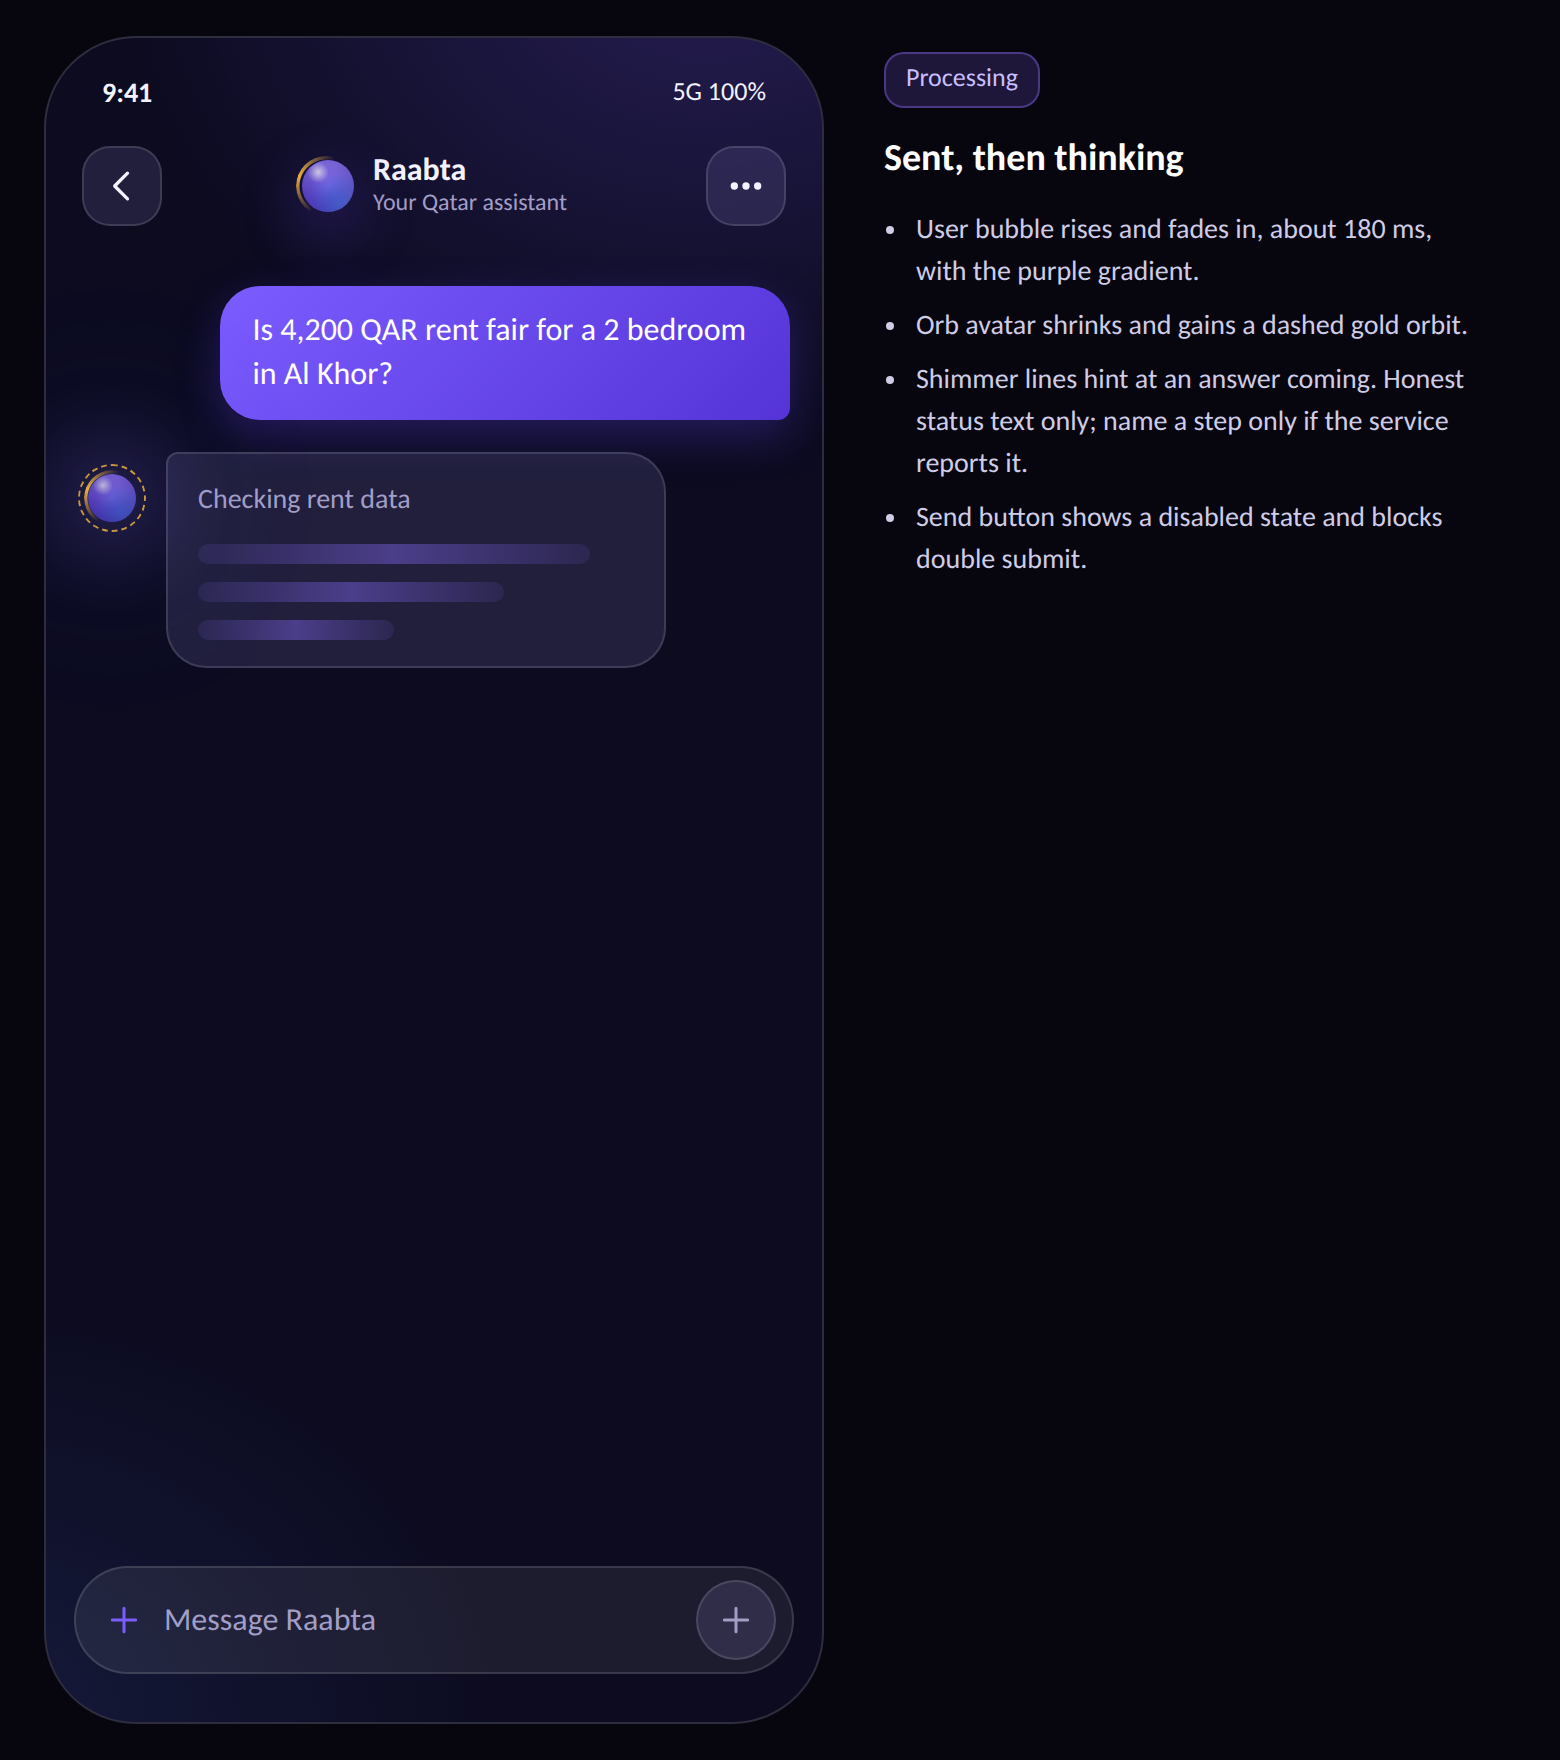 9:41
5G 100%
Raabta
Your Qatar assistant
Is 4,200 QAR rent fair for a 2 bedroom
in Al Khor?
Checking rent data
Message Raabta
Processing
Sent, then thinking
• User bubble rises and fades in, about 180 ms,
with the purple gradient.
• Orb avatar shrinks and gains a dashed gold orbit.
• Shimmer lines hint at an answer coming. Honest
status text only; name a step only if the service
reports it.
• Send button shows a disabled state and blocks
double submit.